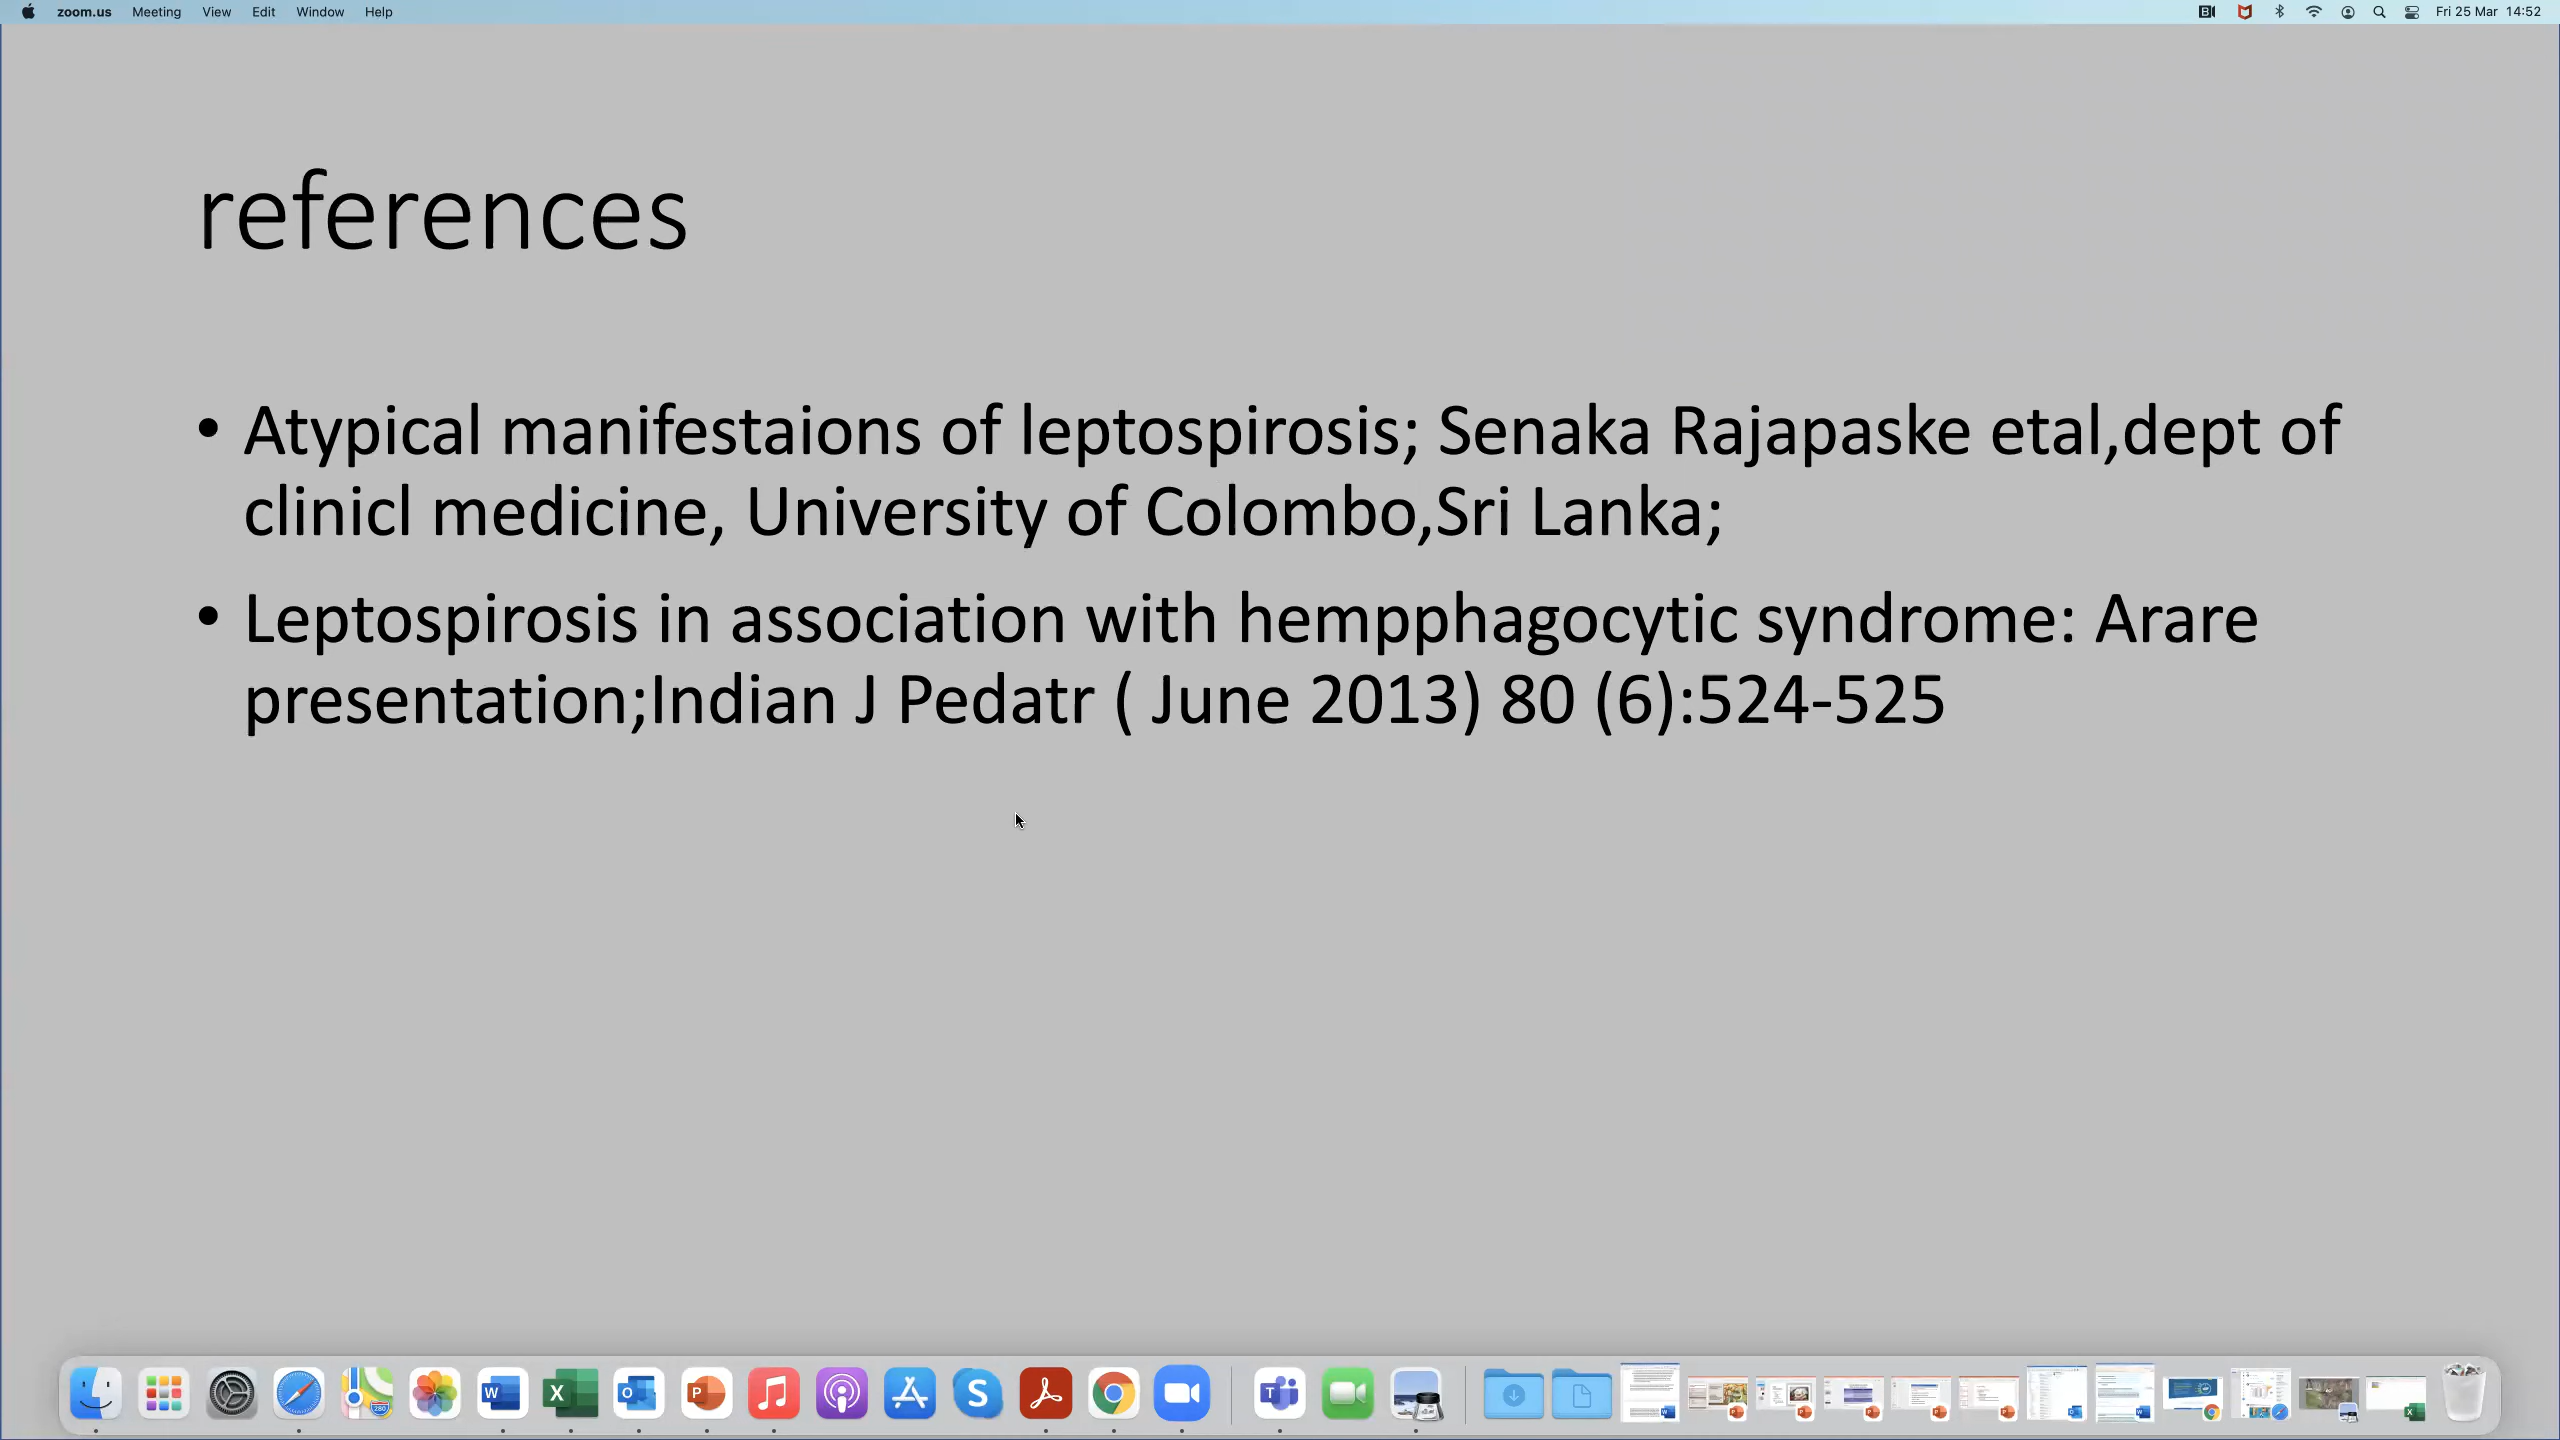 zoom.us Meeting View Edit Window Help Fri 25 Mar 14:52
references
• Atypical manifestaions of leptospirosis; Senaka Rajapaske etal,dept of
clinicl medicine, University of Colombo,Sri Lanka;
• Leptospirosis in association with hempphagocytic syndrome: Arare
presentation;Indian J Pedatr ( June 2013) 80 (6):524-525